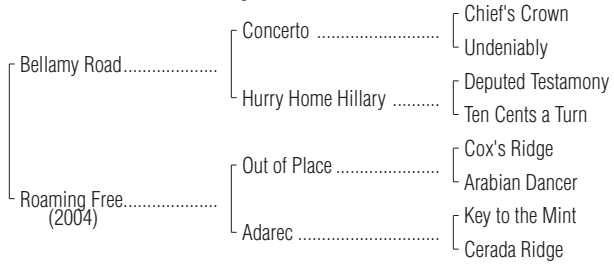 Chief's Crown
Concerto ..........................
Undeniably
Bellamy Road....................
Deputed Testamony
Hurry Home Hillary ..........
Ten Cents a Turn
Cox's Ridge
Out of Place ......................
Arabian Dancer
Roaming Free....................
(2004)
Key to the Mint
Adarec ..............................
Cerada Ridge